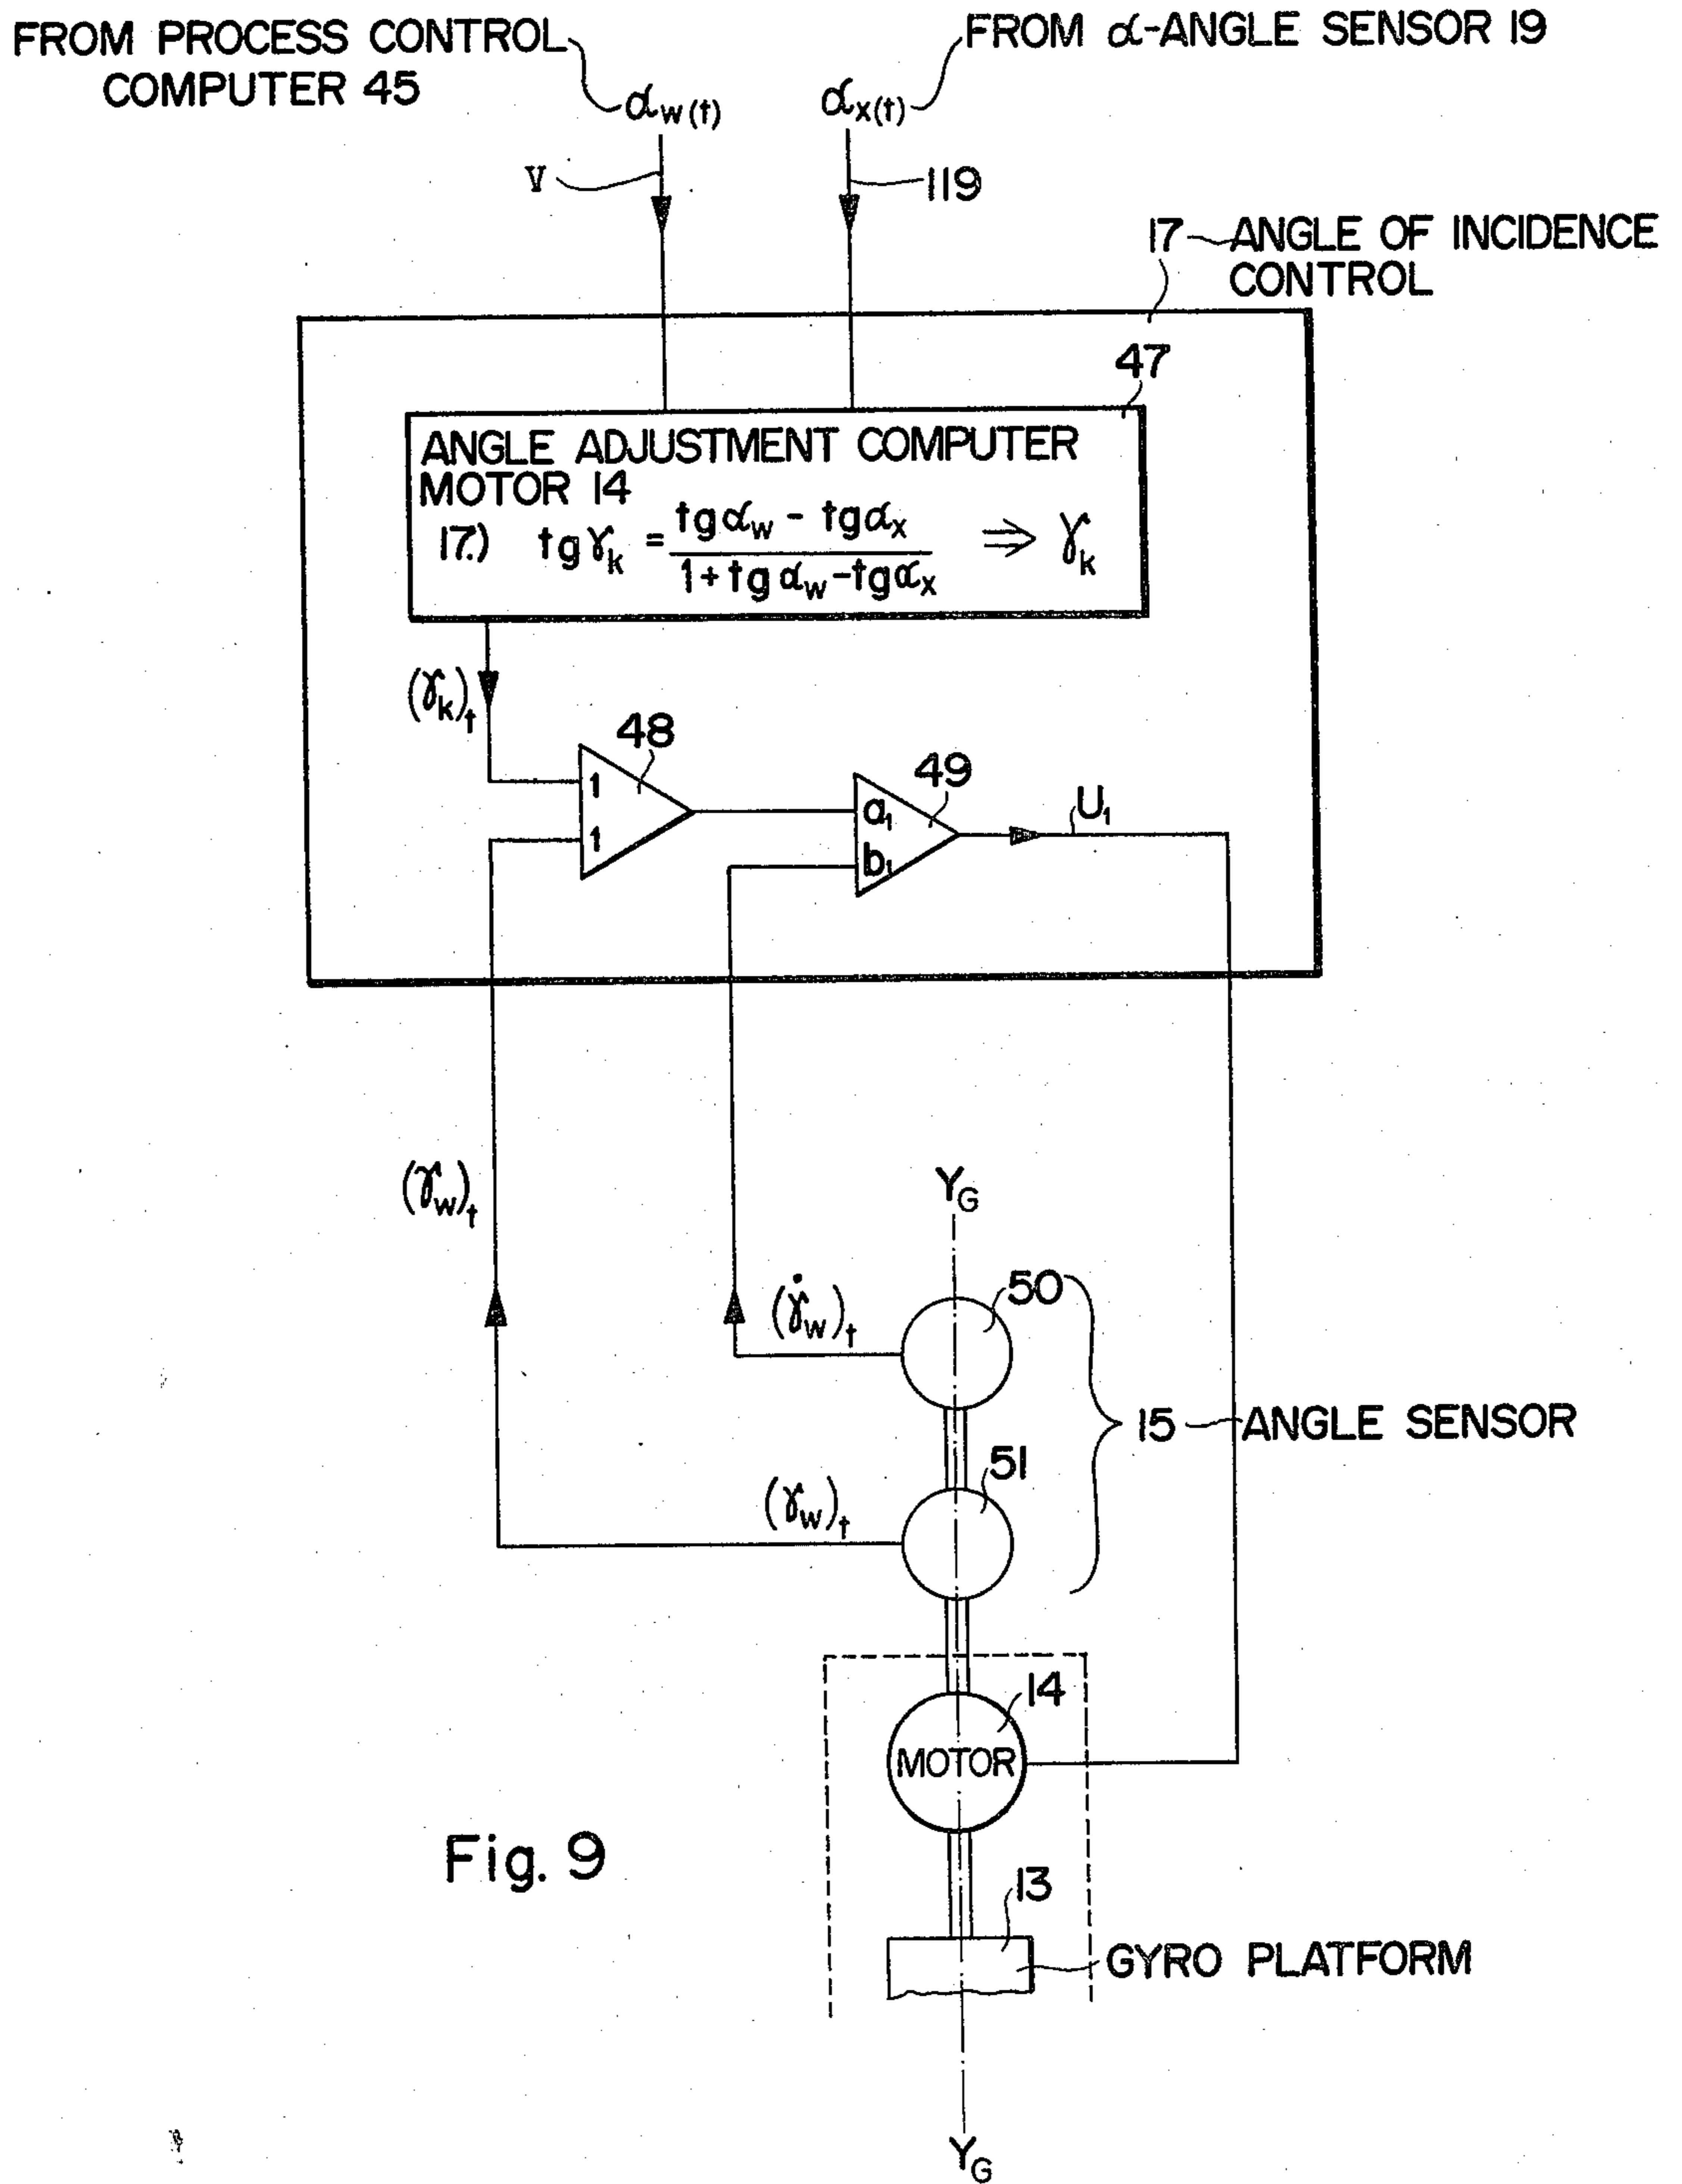 FROM PROCESS CONTROL
COMPUTER 45
FROM α-ANGLE SENSOR 19
αw(t)
αx(t)
V
119
17 ANGLE OF INCIDENCE
CONTROL
47
ANGLE ADJUSTMENT COMPUTER
MOTOR 14
17.) tgγk = (tgαw - tgαx) / (1+tgαw-tgαx) ⇒ γk
(γk)t
48
1
1
49
a1
b1
U1
(γw)t
YG
50
(γ̇w)t
15 ANGLE SENSOR
51
(γw)t
14
MOTOR
Fig. 9
13
GYRO PLATFORM
YG